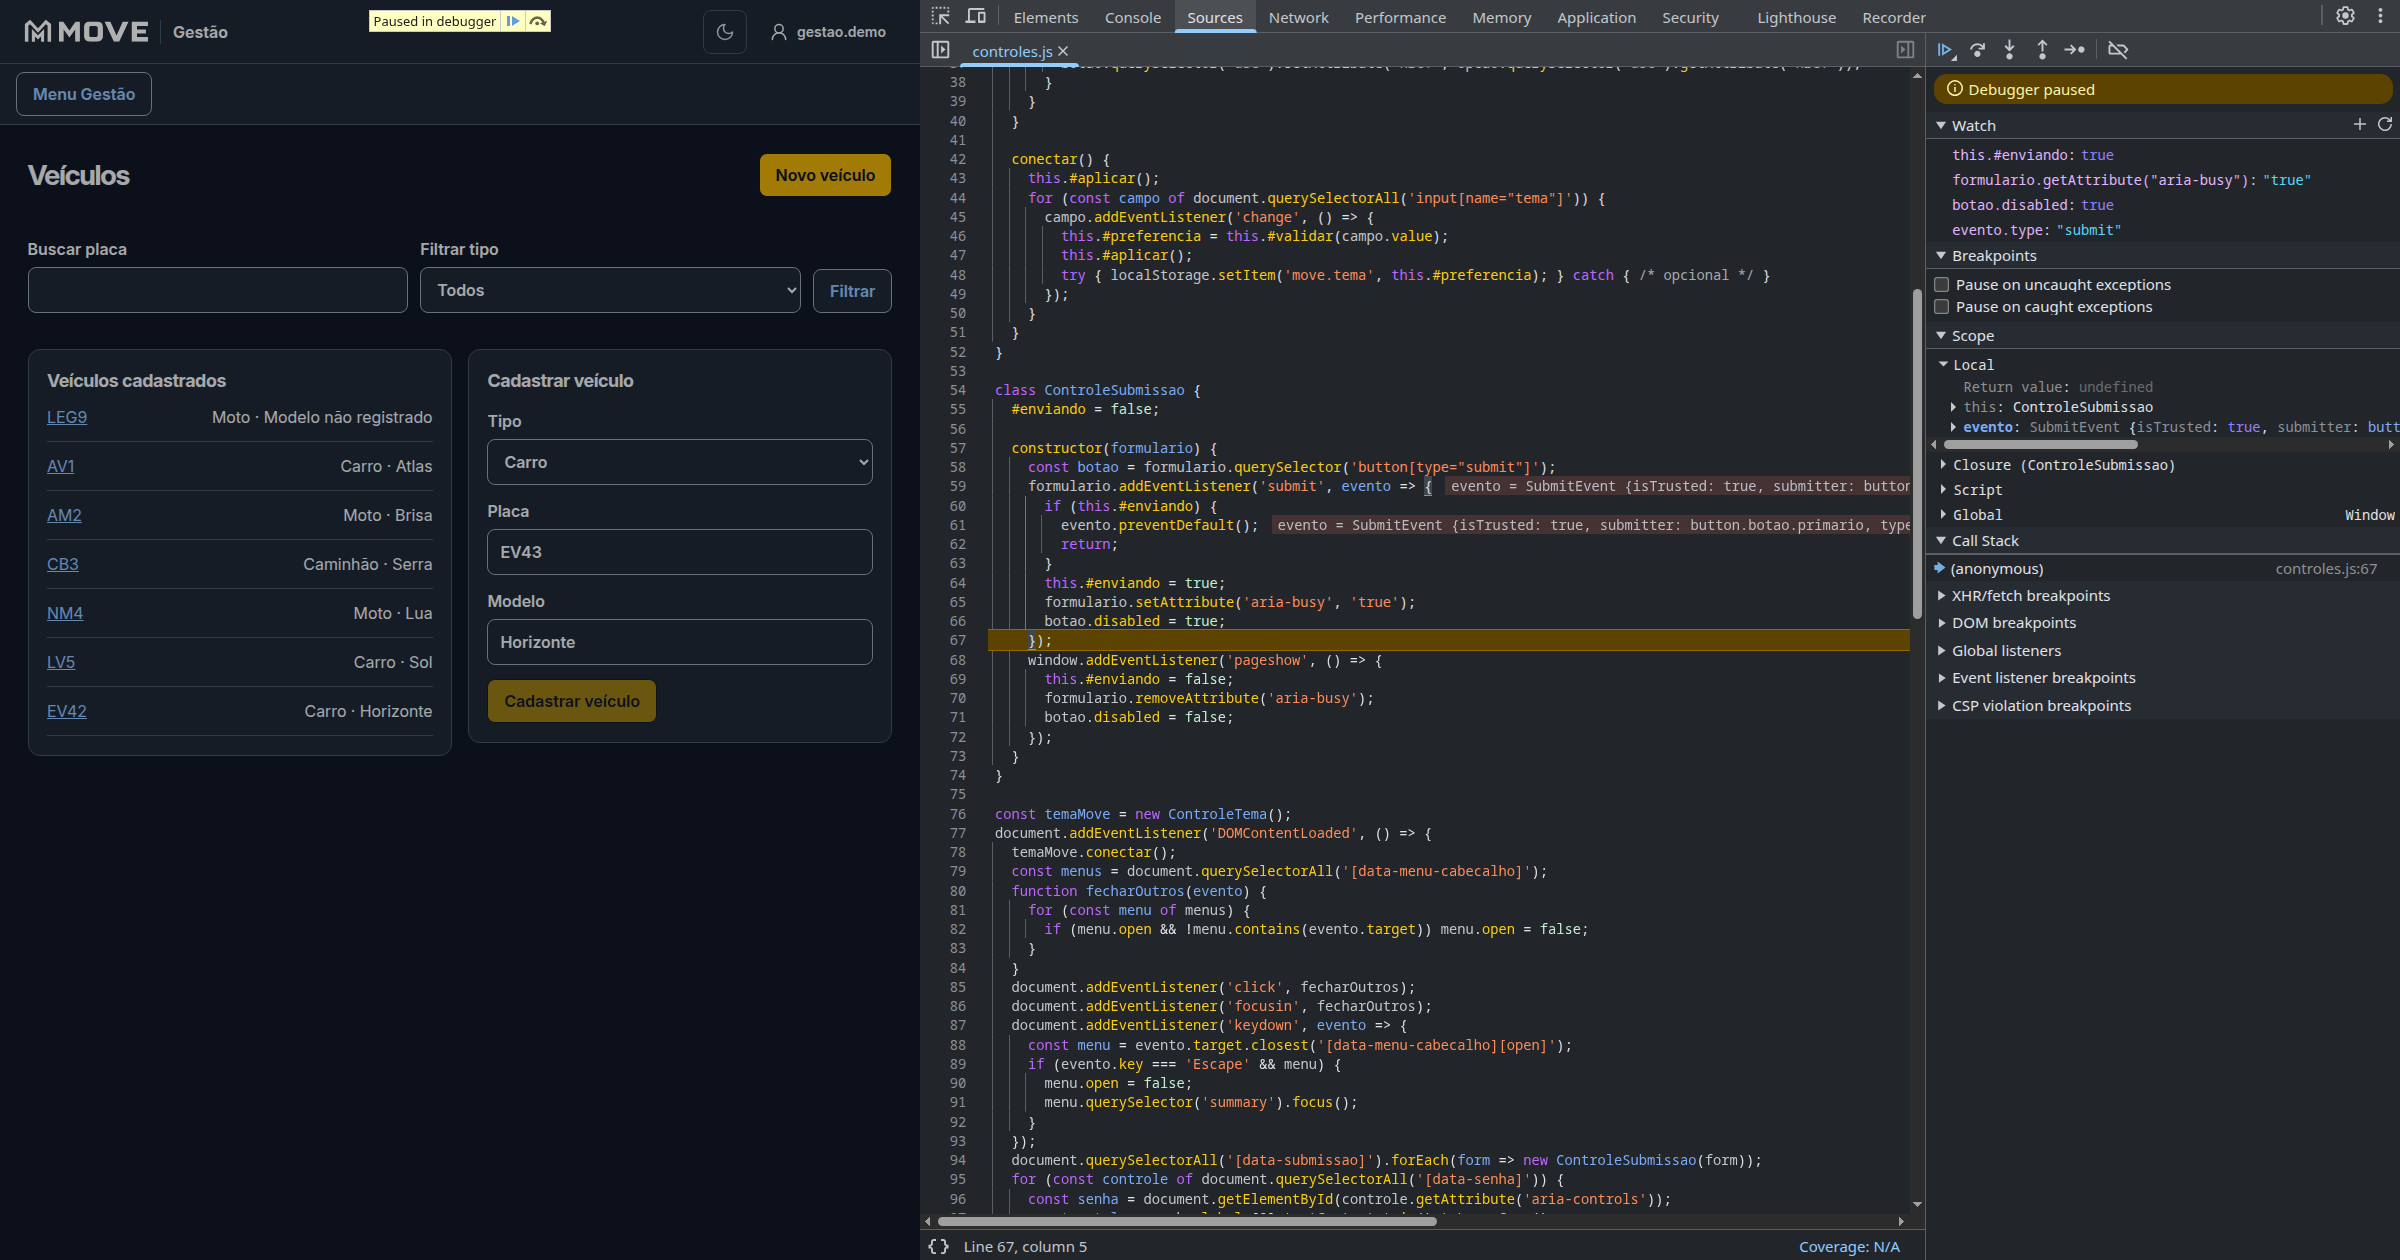 MOVE
Gestão
Paused in debugger
gestao.demo
Menu Gestão
Veículos
Novo veículo
Buscar placa
Filtrar tipo
Todos
Filtrar
Veículos cadastrados
LEG9 Moto · Modelo não registrado
AV1 Carro · Atlas
AM2 Moto · Brisa
CB3 Caminhão · Serra
NM4 Moto · Lua
LV5 Carro · Sol
EV42 Carro · Horizonte
Cadastrar veículo
Tipo
Carro
Placa
EV43
Modelo
Horizonte
Cadastrar veículo
Elements Console Sources Network Performance Memory Application Security Lighthouse Recorder
controles.js
38 }
39 }
40 }
41
42 conectar() {
43 this.#aplicar();
44 for (const campo of document.querySelectorAll('input[name="tema"]')) {
45 campo.addEventListener('change', () => {
46 this.#preferencia = this.#validar(campo.value);
47 this.#aplicar();
48 try { localStorage.setItem('move.tema', this.#preferencia); } catch { /* opcional */ }
49 });
50 }
51 }
52 }
53
54 class ControleSubmissao {
55 #enviando = false;
56
57 constructor(formulario) {
58 const botao = formulario.querySelector('button[type="submit"]');
59 formulario.addEventListener('submit', evento => { evento = SubmitEvent {isTrusted: true, submitter: button
60 if (this.#enviando) {
61 evento.preventDefault(); evento = SubmitEvent {isTrusted: true, submitter: button.botao.primario, type
62 return;
63 }
64 this.#enviando = true;
65 formulario.setAttribute('aria-busy', 'true');
66 botao.disabled = true;
67 });
68 window.addEventListener('pageshow', () => {
69 this.#enviando = false;
70 formulario.removeAttribute('aria-busy');
71 botao.disabled = false;
72 });
73 }
74 }
75
76 const temaMove = new ControleTema();
77 document.addEventListener('DOMContentLoaded', () => {
78 temaMove.conectar();
79 const menus = document.querySelectorAll('[data-menu-cabecalho]');
80 function fecharOutros(evento) {
81 for (const menu of menus) {
82 if (menu.open && !menu.contains(evento.target)) menu.open = false;
83 }
84 }
85 document.addEventListener('click', fecharOutros);
86 document.addEventListener('focusin', fecharOutros);
87 document.addEventListener('keydown', evento => {
88 const menu = evento.target.closest('[data-menu-cabecalho][open]');
89 if (evento.key === 'Escape' && menu) {
90 menu.open = false;
91 menu.querySelector('summary').focus();
92 }
93 });
94 document.querySelectorAll('[data-submissao]').forEach(form => new ControleSubmissao(form));
95 for (const controle of document.querySelectorAll('[data-senha]')) {
96 const senha = document.getElementById(controle.getAttribute('aria-controls'));
{} Line 67, column 5
Coverage: N/A
Debugger paused
Watch
this.#enviando: true
formulario.getAttribute("aria-busy"): "true"
botao.disabled: true
evento.type: "submit"
Breakpoints
Pause on uncaught exceptions
Pause on caught exceptions
Scope
Local
Return value: undefined
this: ControleSubmissao
evento: SubmitEvent {isTrusted: true, submitter: butt
Closure (ControleSubmissao)
Script
Global Window
Call Stack
(anonymous) controles.js:67
XHR/fetch breakpoints
DOM breakpoints
Global listeners
Event listener breakpoints
CSP violation breakpoints